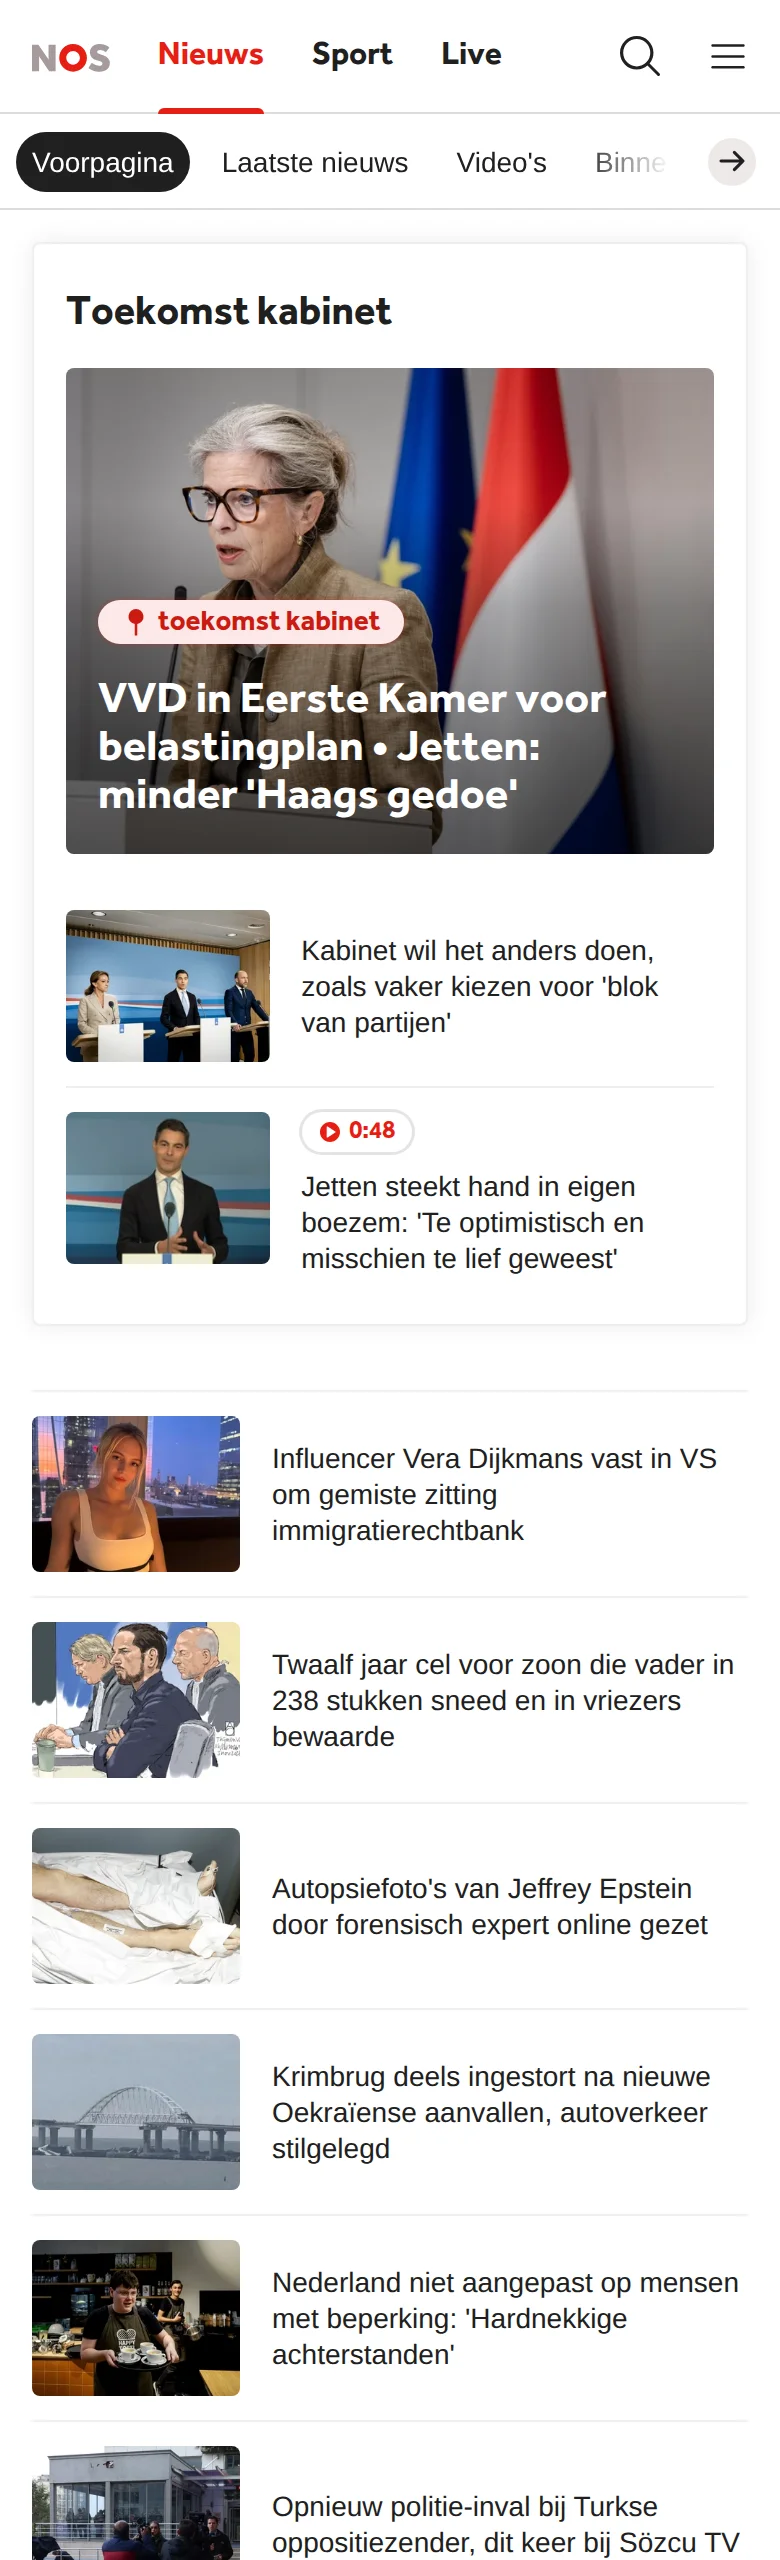 NOS Nieuws Sport Live
Voorpagina Laatste nieuws Video's Binne
Toekomst kabinet
toekomst kabinet
VVD in Eerste Kamer voor
belastingplan • Jetten:
minder 'Haags gedoe'
Kabinet wil het anders doen,
zoals vaker kiezen voor 'blok
van partijen'
0:48
Jetten steekt hand in eigen
boezem: 'Te optimistisch en
misschien te lief geweest'
Influencer Vera Dijkmans vast in VS
om gemiste zitting
immigratierechtbank
Twaalf jaar cel voor zoon die vader in
238 stukken sneed en in vriezers
bewaarde
Autopsiefoto's van Jeffrey Epstein
door forensisch expert online gezet
Krimbrug deels ingestort na nieuwe
Oekraïense aanvallen, autoverkeer
stilgelegd
Nederland niet aangepast op mensen
met beperking: 'Hardnekkige
achterstanden'
Opnieuw politie-inval bij Turkse
oppositiezender, dit keer bij Sözcu TV